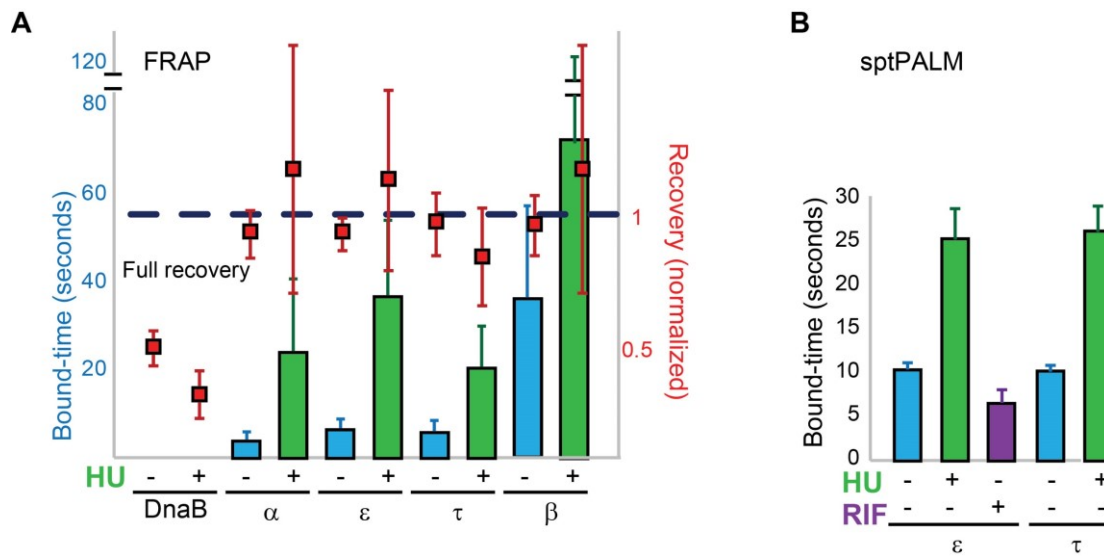 A
FRAP
120
80
60
40
20
Bound-time (seconds)
Full recovery
1
0.5
Recovery (normalized)
HU - + - + - + - + - +
DnaB α ε τ β
B
sptPALM
30
25
20
15
10
5
0
Bound-time (seconds)
HU - + - - +
RIF - - + - -
ε τ